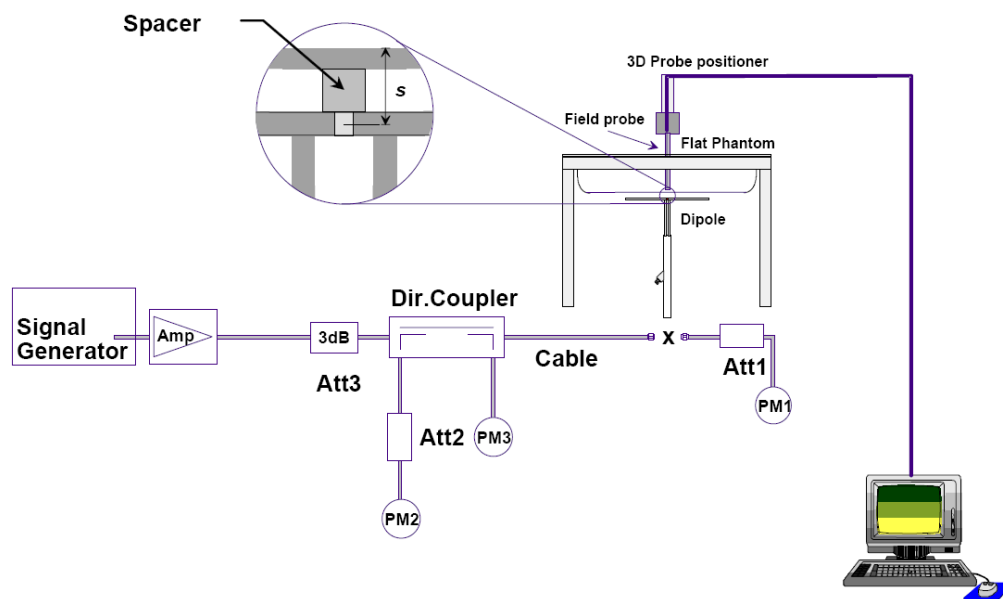 Spacer
s
3D Probe positioner
Field probe
Flat Phantom
Dipole
Dir.Coupler
Signal
Generator
Amp
3dB
Att3
Cable
x
Att1
PM1
Att2
PM3
PM2